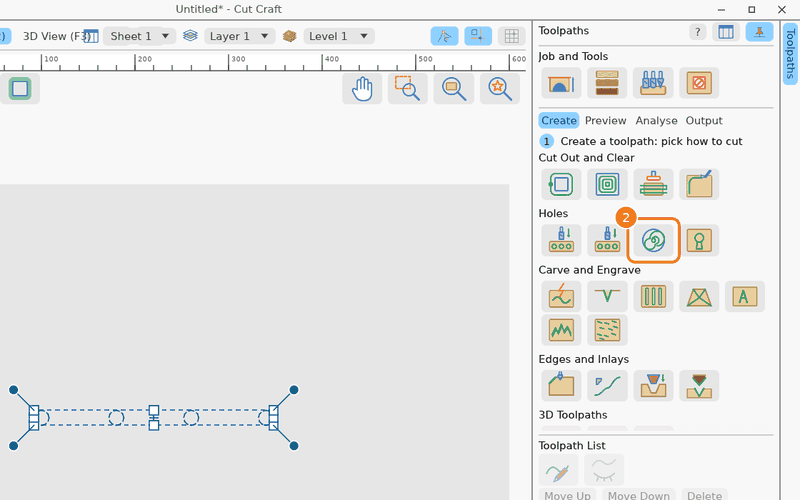 Untitled* - Cut Craft
3D View (F3)
Sheet 1
Layer 1
Level 1
100
200
300
400
500
600
Toolpaths
?
Job and Tools
Create
Preview
Analyse
Output
1
Create a toolpath: pick how to cut
Cut Out and Clear
Holes
2
Carve and Engrave
A
Edges and Inlays
3D Toolpaths
Toolpath List
Move Up
Move Down
Delete
Toolpaths